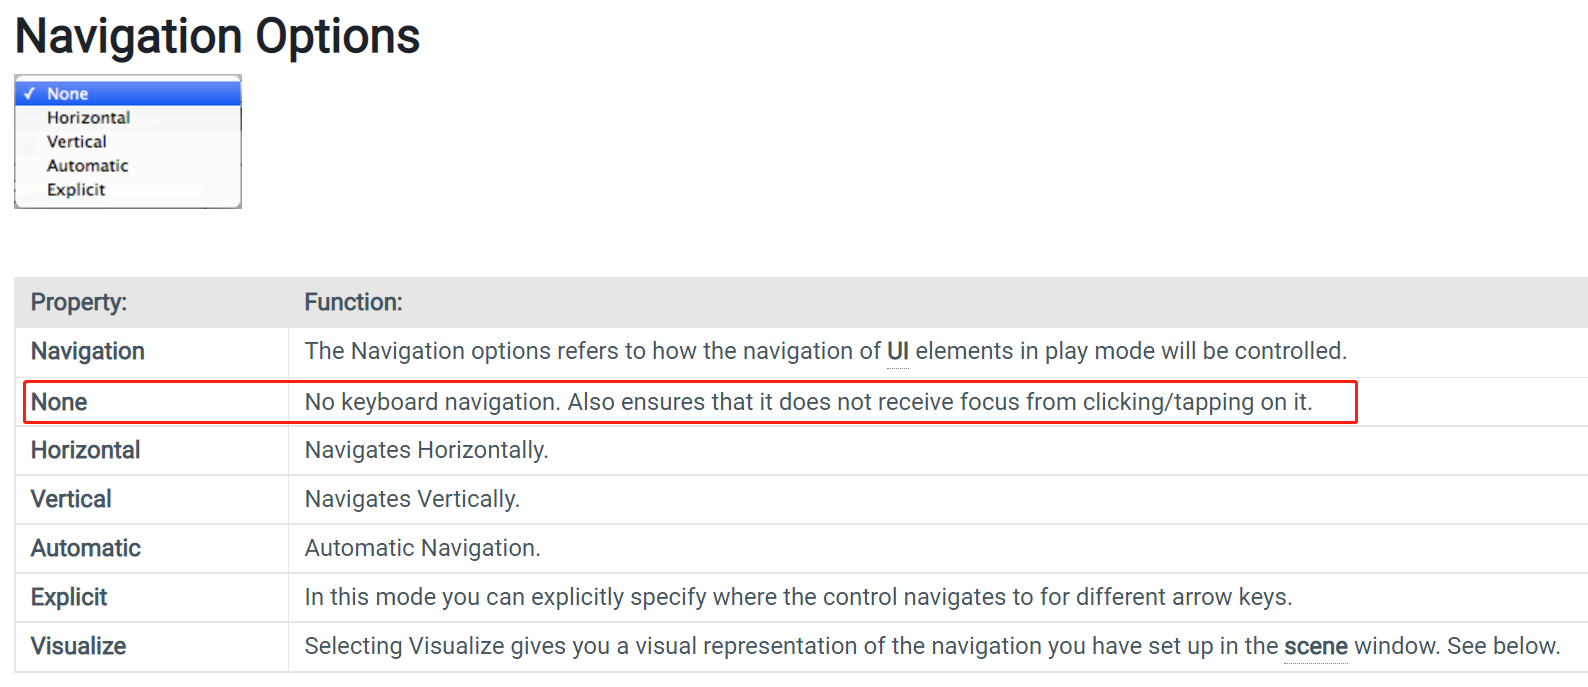 Navigation Options
✓ None
Horizontal
Vertical
Automatic
Explicit
Property: Function:
Navigation The Navigation options refers to how the navigation of UI elements in play mode will be controlled.
None No keyboard navigation. Also ensures that it does not receive focus from clicking/tapping on it.
Horizontal Navigates Horizontally.
Vertical Navigates Vertically.
Automatic Automatic Navigation.
Explicit In this mode you can explicitly specify where the control navigates to for different arrow keys.
Visualize Selecting Visualize gives you a visual representation of the navigation you have set up in the scene window. See below.